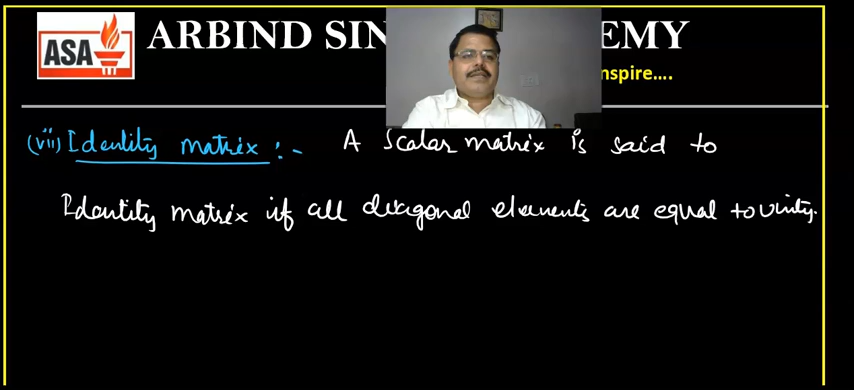 ASA
ARBIND SIN EMY
nspire....
(vii) Identity matrix :- A Scalar matrix is said to
Identity matrix if all diagonal elements are equal to unity.